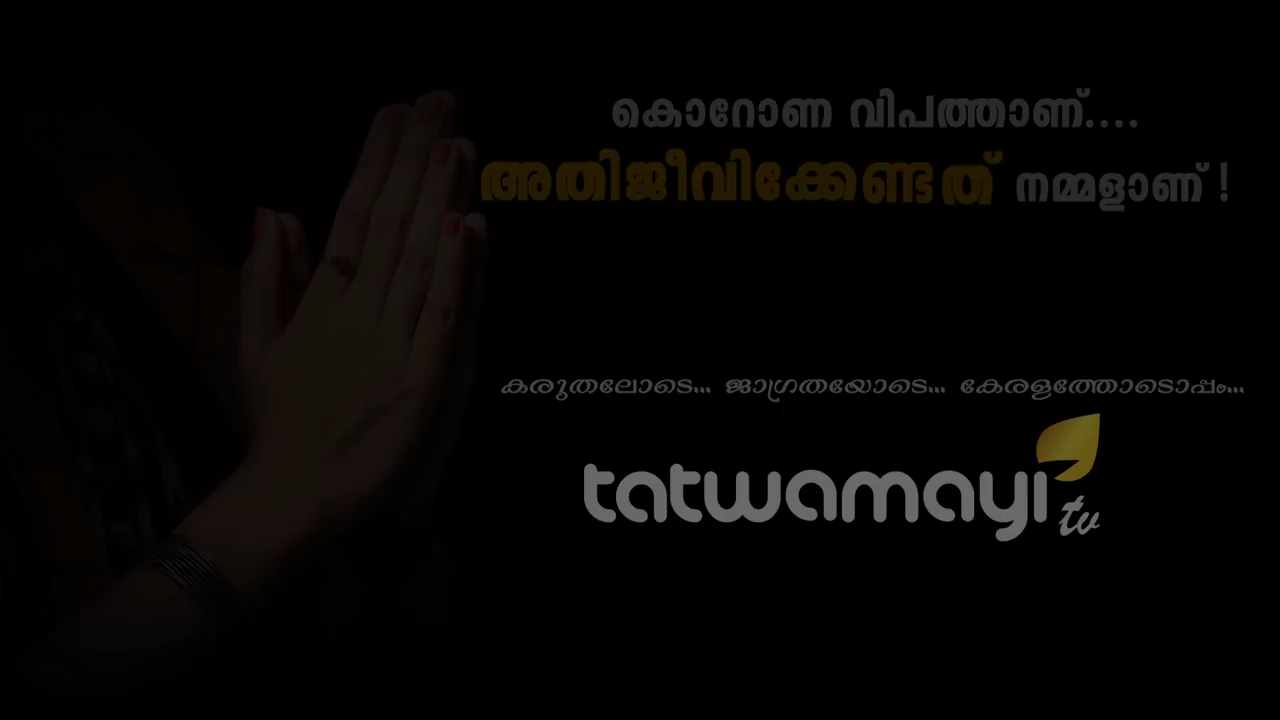 കൊറോണ വിപത്താണ്....
അതിജീവിക്കേണ്ടത് നമ്മളാണ് !
കരുതലോടെ... ജാഗ്രതയോടെ... കേരളത്തോടൊപ്പം...
tatwamayi
tv